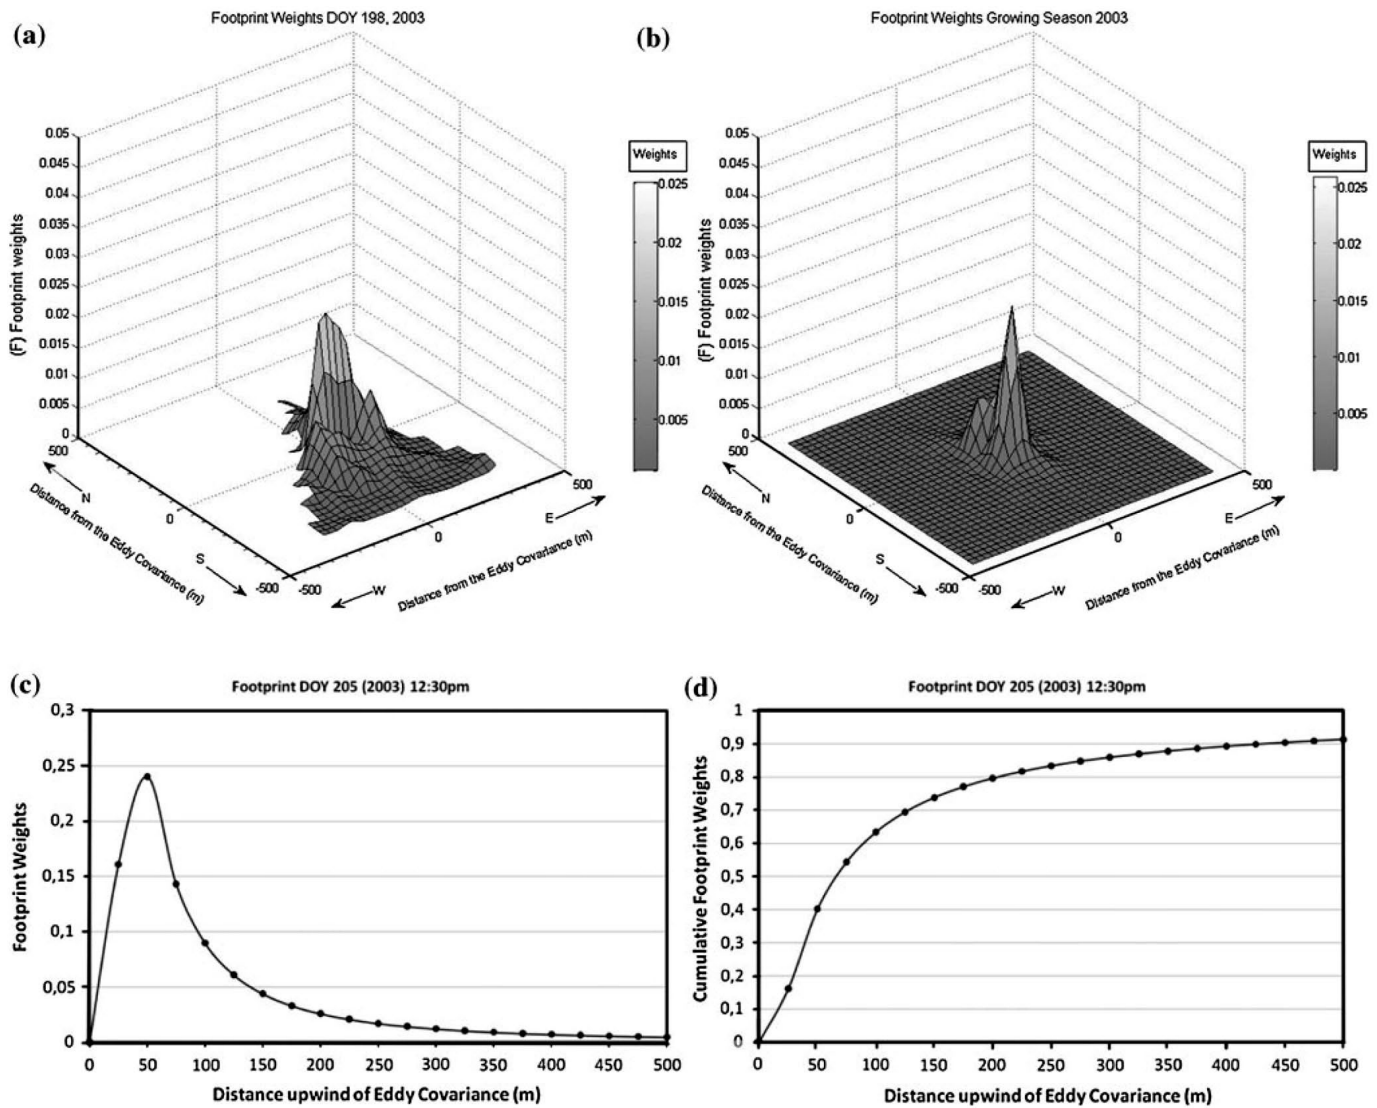 (a)
Footprint Weights DOY 198, 2003
(F) Footprint weights
0.05
0.045
0.04
0.035
0.03
0.025
0.02
0.015
0.01
0.005
0
500
N
0
S
-500
Distance from the Eddy Covariance (m)
-500
W
0
E
500
Distance from the Eddy Covariance (m)
Weights
0.025
0.02
0.015
0.01
0.005
(b)
Footprint Weights Growing Season 2003
(F) Footprint weights
0.05
0.045
0.04
0.035
0.03
0.025
0.02
0.015
0.01
0.005
0
500
N
0
S
-500
Distance from the Eddy Covariance (m)
-500
W
0
E
500
Distance from the Eddy Covariance (m)
Weights
0.025
0.02
0.015
0.01
0.005
(c)
Footprint DOY 205 (2003) 12:30pm
Footprint Weights
0,3
0,25
0,2
0,15
0,1
0,05
0
0 50 100 150 200 250 300 350 400 450 500
Distance upwind of Eddy Covariance (m)
(d)
Footprint DOY 205 (2003) 12:30pm
Cumulative Footprint Weights
1
0,9
0,8
0,7
0,6
0,5
0,4
0,3
0,2
0,1
0
0 50 100 150 200 250 300 350 400 450 500
Distance upwind of Eddy Covariance (m)